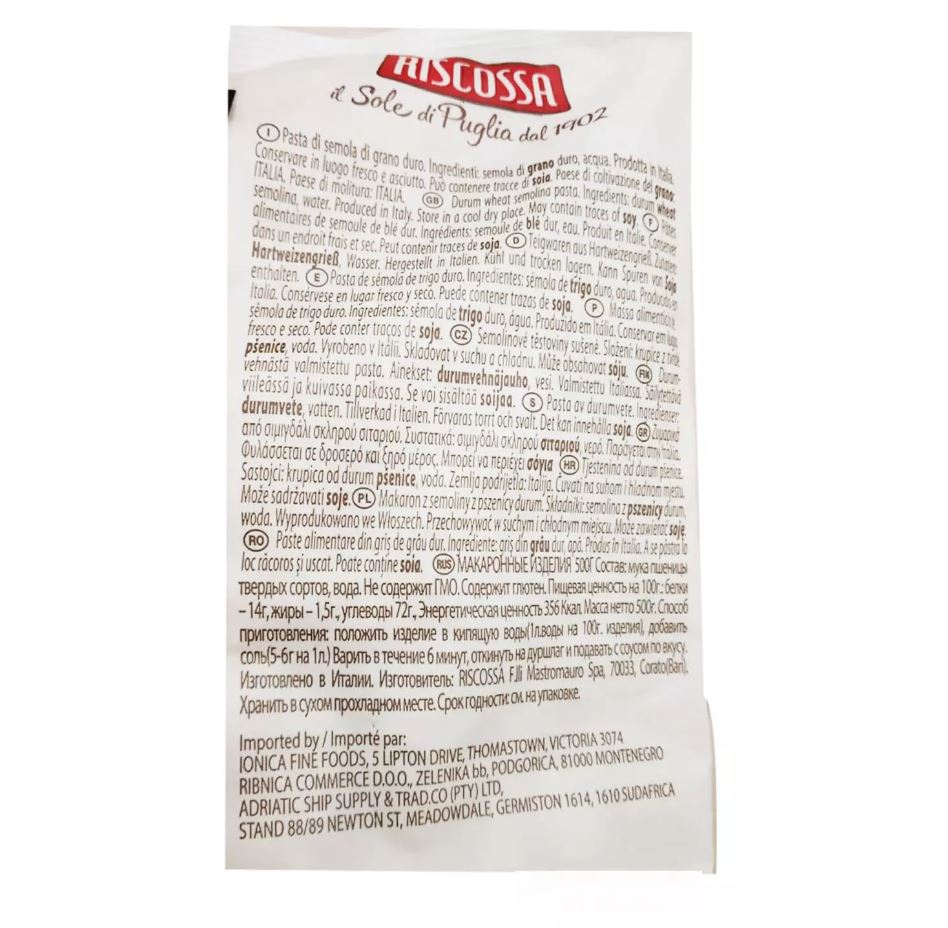 RISCOSSA
il Sole di Puglia dal 1902
I Pasta di semola di grano duro. Ingredienti: semola di grano duro, acqua. Prodotta in Italia.
Conservare in luogo fresco e asciutto. Può contenere tracce di soia. Paese di coltivazione del grano:
ITALIA. Paese di molitura: ITALIA. GB Durum wheat semolina pasta. Ingredients: durum wheat
semolina, water. Produced in Italy. Store in a cool dry place. May contain traces of soy. F Pâtes
alimentaires de semoule de blé dur. Ingrédients: semoule de blé dur, eau. Produit en Italie. Conserver
dans un endroit frais et sec. Peut contenir traces de soja. D Teigwaren aus Hartweizengrieß. Zutaten:
Hartweizengrieß, Wasser. Hergestellt in Italien. Kühl und trocken lagern. Kann Spuren von Soja
enthalten. E Pasta de sémola de trigo duro. Ingredientes: sémola de trigo duro, agua. Producido en
Italia. Consérvese en lugar fresco y seco. Puede contener trazas de soja. P Massa alimentícia
sêmola de trigo duro. Ingredientes: sêmola de trigo duro, água. Produzido em Itália. Conservar em lugar
fresco e seco. Pode conter traços de soja. CZ Semolinové těstoviny sušené. Složení: krupice z tvrdé
pšenice, voda. Vyrobeno v Itálii. Skladovat v suchu a chladnu. Může obsahovat sóju. FIN Durum-
vehnästä valmistettu pasta. Ainekset: durumvehnäjauho, vesi. Valmistettu Italiassa. Säilytettävä
viileässä ja kuivassa paikassa. Se voi sisältää soijaa. S Pasta av durumvete. Ingredienser:
durumvete, vatten. Tillverkad i Italien. Förvaras torrt och svalt. Det kan innehålla soja. GR Ζυμαρικά
από σιμιγδάλι σκληρού σιταριού. Συστατικά: σιμιγδάλι σκληρού σιταριού, νερό. Παράγεται στην Ιταλία.
Φυλάσσεται σε δροσερό και ξηρό μέρος. Μπορεί να περιέχει σόγια HR Tjestenina od durum pšenice.
Sastojci: krupica od durum pšenice, voda. Zemlja podrijetla: Italija. Čuvati na suhom i hladnom mjestu.
Može sadržavati soje. PL Makaron z semoliny z pszenicy durum. Składniki: semolina z pszenicy durum,
woda. Wyprodukowano we Włoszech. Przechowywać w suchym i chłodnym miejscu. Może zawierać soję.
RO Paste alimentare din griş de grâu dur. Ingrediente: griş din grâu dur, apă. Produs in Italia. A se păstra la
loc răcoros şi uscat. Poate conţine soia. RUS МАКАРОННЫЕ ИЗДЕЛИЯ 500Г Состав: мука пшеницы
твердых сортов, вода. Не содержит ГМО. Содержит глютен. Пищевая ценность на 100г.: белки
– 14г, жиры – 1,5г., углеводы 72г., Энергетическая ценность 356 Ккал. Масса нетто 500г. Способ
приготовления: положить изделие в кипящую воды(1л.воды на 100г. изделия), добавить
соль(5-6г на 1л.) Варить в течение 6 минут, откинуть на дуршлаг и подавать с соусом по вкусу.
Изготовлено в Италии. Изготовитель: RISCOSSA F.lli Mastromauro Spa, 70033, Corato(Bari),
Хранить в сухом прохладном месте. Срок годности: см. на упаковке.
Imported by / Importé par:
IONICA FINE FOODS, 5 LIPTON DRIVE, THOMASTOWN, VICTORIA 3074
RIBNICA COMMERCE D.O.O., ZELENIKA bb, PODGORICA, 81000 MONTENEGRO
ADRIATIC SHIP SUPPLY & TRAD.CO (PTY) LTD,
STAND 88/89 NEWTON ST, MEADOWDALE, GERMISTON 1614, 1610 SUDAFRICA